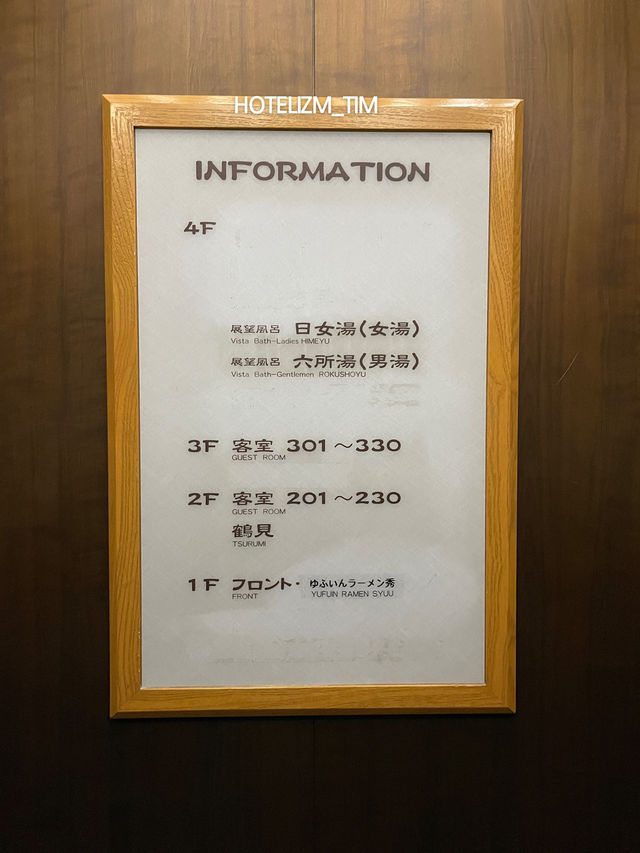 HOTELIZM_TIM
INFORMATION
4F
展望風呂 日女湯(女湯)
Vista Bath-Ladies HIMEYU
展望風呂 六所湯(男湯)
Vista Bath-Gentlemen ROKUSHOYU
3F 客室 301～330
GUEST ROOM
2F 客室 201～230
GUEST ROOM
鶴見
TSURUMI
1F フロント・ ゆふいんラーメン秀
FRONT YUFUIN RAMEN SYUU